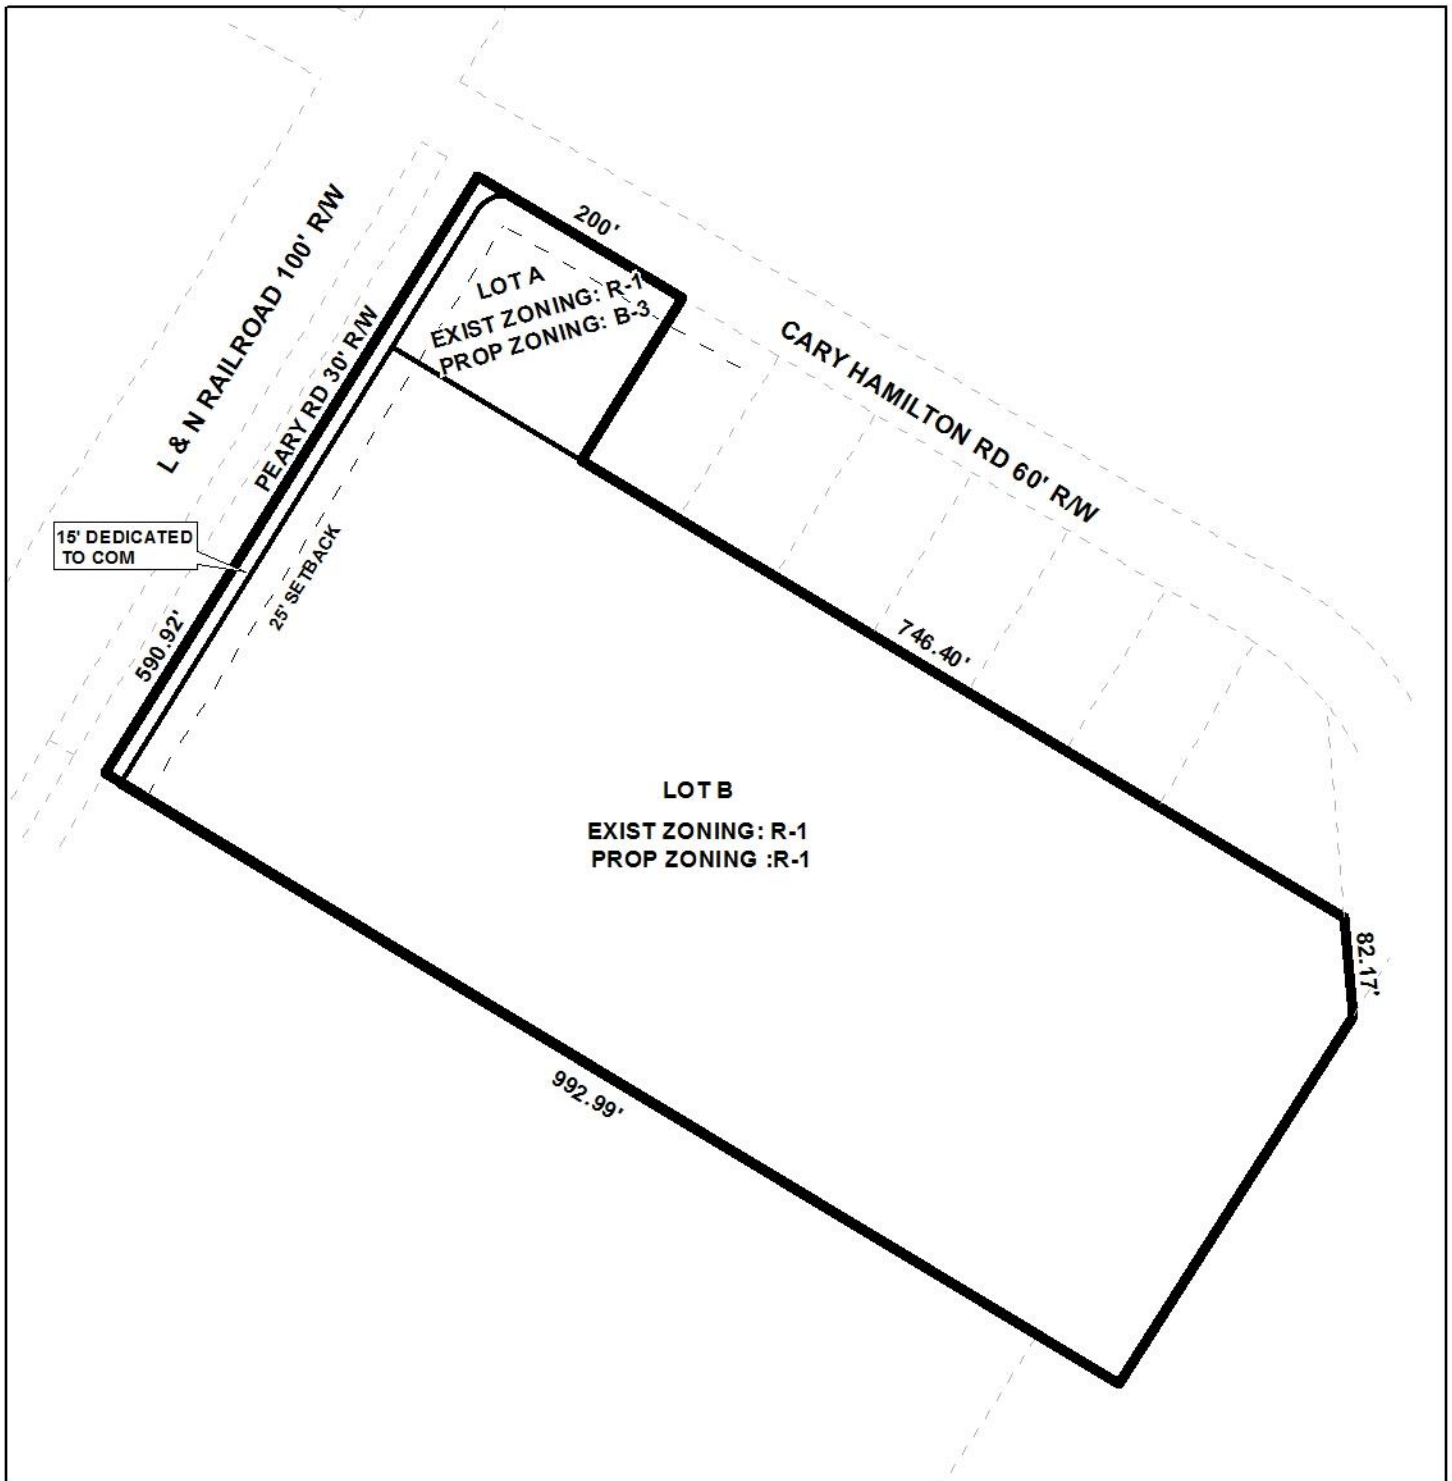 200'
L & N RAILROAD 100' R/W
LOT A
EXIST ZONING: R-1
PROP ZONING: B-3
PEARY RD 30' R/W
CARY HAMILTON RD 60' R/W
15' DEDICATED
TO COM
25' SETBACK
590.92'
746.40'
LOT B
EXIST ZONING: R-1
PROP ZONING :R-1
82.17'
992.99'